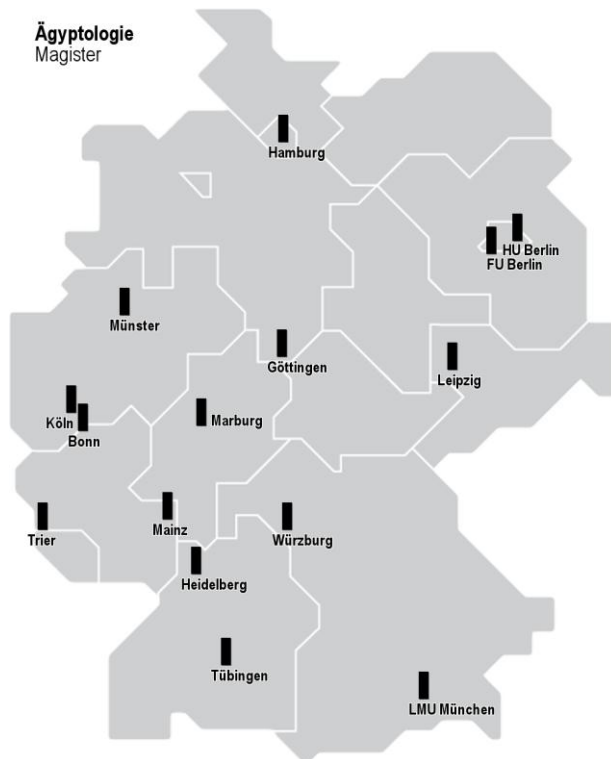 Ägyptologie
Magister
Hamburg
HU Berlin
FU Berlin
Münster
Göttingen
Leipzig
Köln
Bonn
Marburg
Trier
Mainz
Würzburg
Heidelberg
Tübingen
LMU München